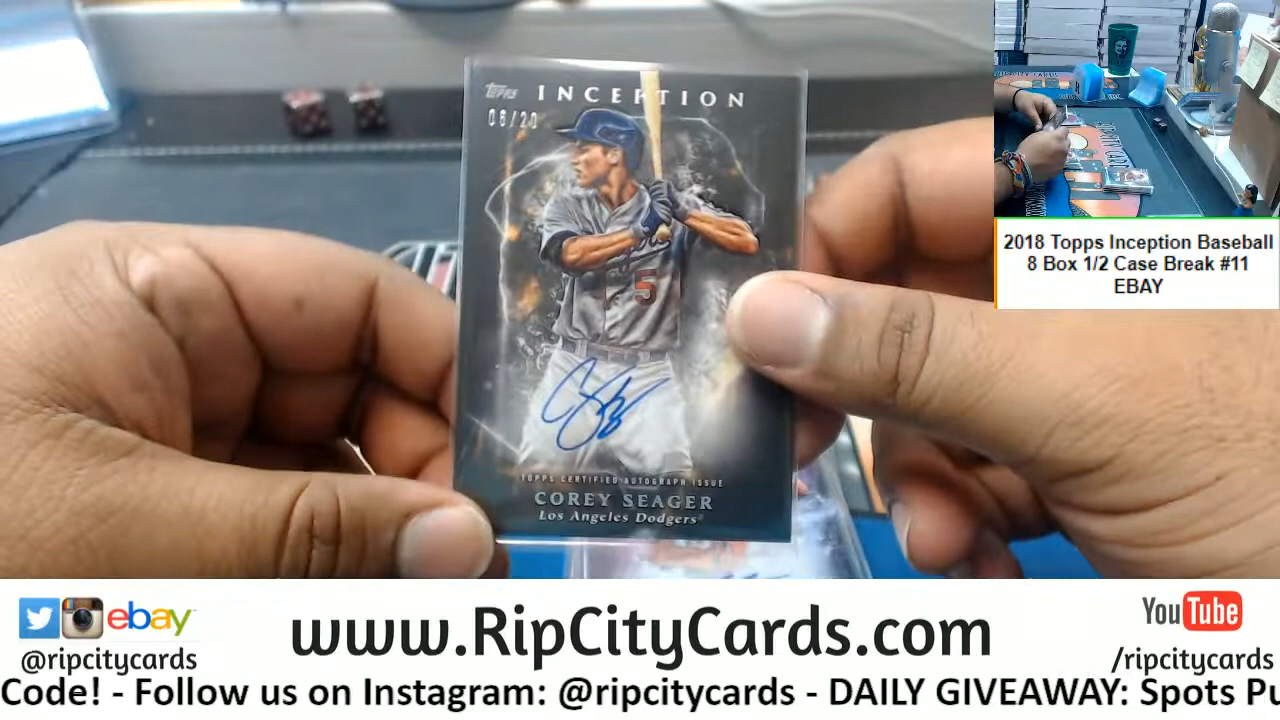 TOPPS INCEPTION
06/20
5
TOPPS CERTIFIED AUTOGRAPH ISSUE
COREY SEAGER
Los Angeles Dodgers
2018 Topps Inception Baseball
8 Box 1/2 Case Break #11
EBAY
ebay
@ripcitycards
www.RipCityCards.com
YouTube
/ripcitycards
Code! - Follow us on Instagram: @ripcitycards - DAILY GIVEAWAY: Spots Pu